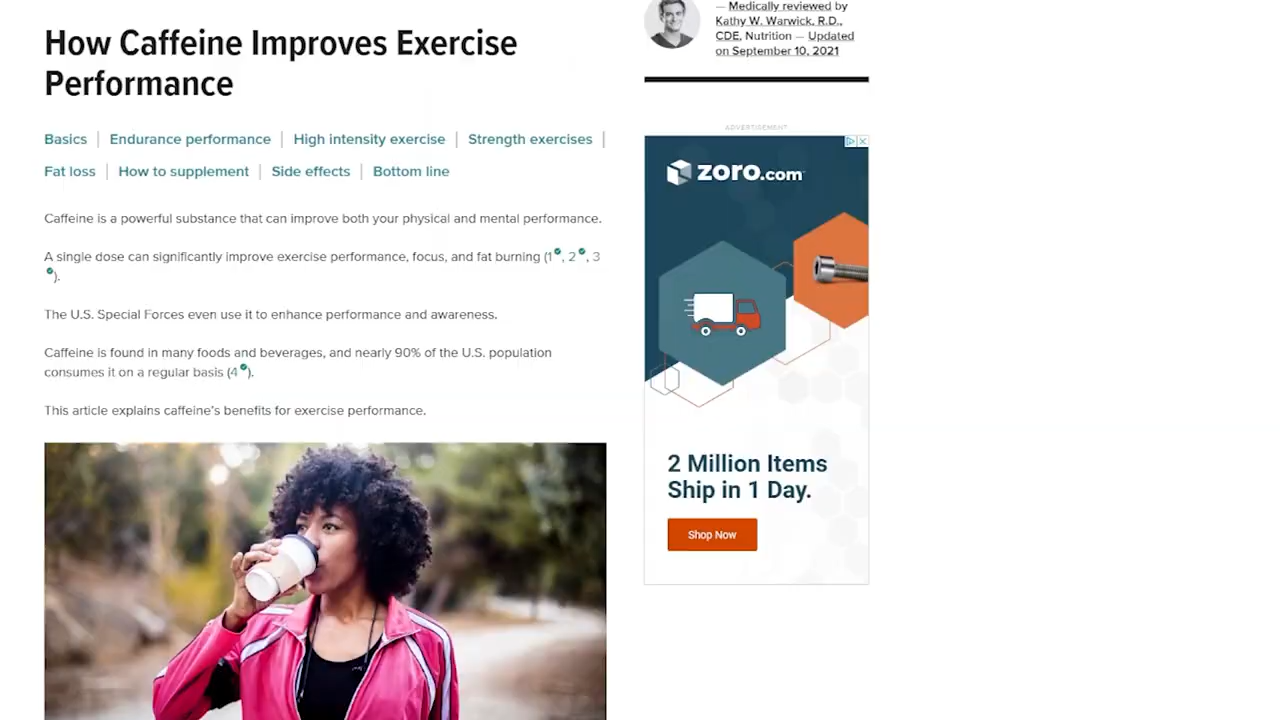 How Caffeine Improves Exercise
Performance
Basics | Endurance performance | High intensity exercise | Strength exercises |
Fat loss | How to supplement | Side effects | Bottom line
Caffeine is a powerful substance that can improve both your physical and mental performance.
A single dose can significantly improve exercise performance, focus, and fat burning (1, 2, 3
).
The U.S. Special Forces even use it to enhance performance and awareness.
Caffeine is found in many foods and beverages, and nearly 90% of the U.S. population
consumes it on a regular basis (4).
This article explains caffeine's benefits for exercise performance.
— Medically reviewed by
Kathy W. Warwick, R.D.,
CDE, Nutrition — Updated
on September 10, 2021
ADVERTISEMENT
zoro.com
2 Million Items
Ship in 1 Day.
Shop Now